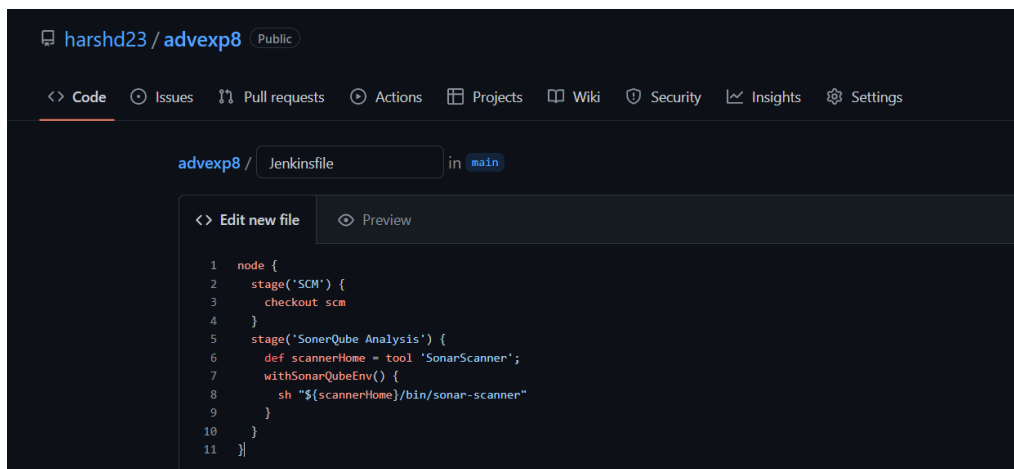 harshd23 / advexp8 Public
<> Code Issues Pull requests Actions Projects Wiki Security Insights Settings
advexp8 / Jenkinsfile in main
<> Edit new file Preview
1 node {
2   stage('SCM') {
3     checkout scm
4   }
5   stage('SonerQube Analysis') {
6     def scannerHome = tool 'SonarScanner';
7     withSonarQubeEnv() {
8       sh "${scannerHome}/bin/sonar-scanner"
9     }
10   }
11 }